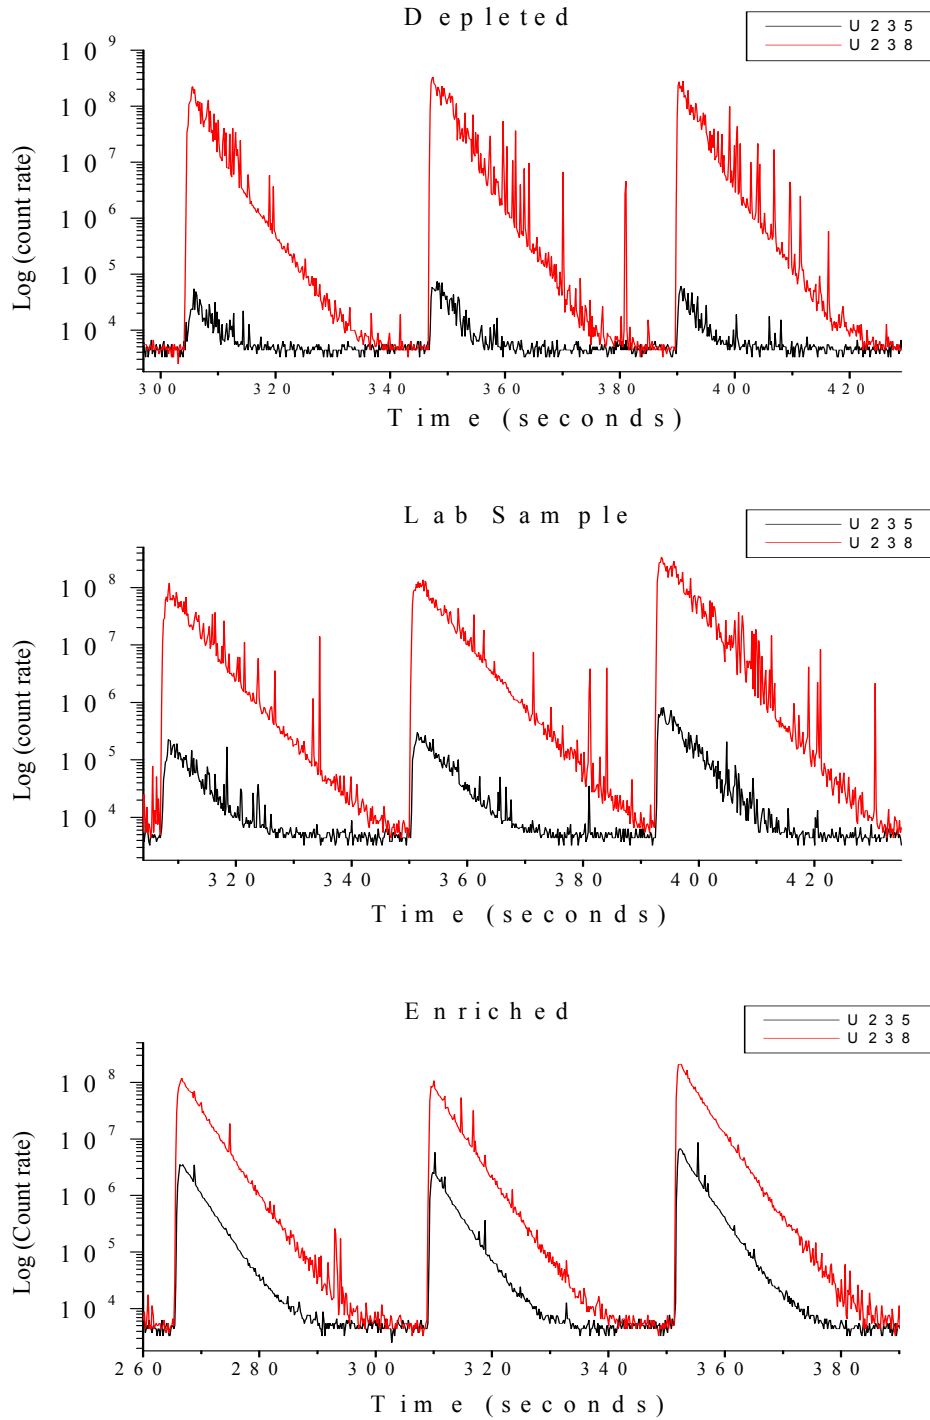 Depleted
U235
U238
Log (count rate)
10^9
10^8
10^7
10^6
10^5
10^4
300 320 340 360 380 400 420
Time (seconds)
Lab Sample
U235
U238
Log (count rate)
10^8
10^7
10^6
10^5
10^4
320 340 360 380 400 420
Time (seconds)
Enriched
U235
U238
Log (Count rate)
10^8
10^7
10^6
10^5
10^4
260 280 300 320 340 360 380
Time (seconds)